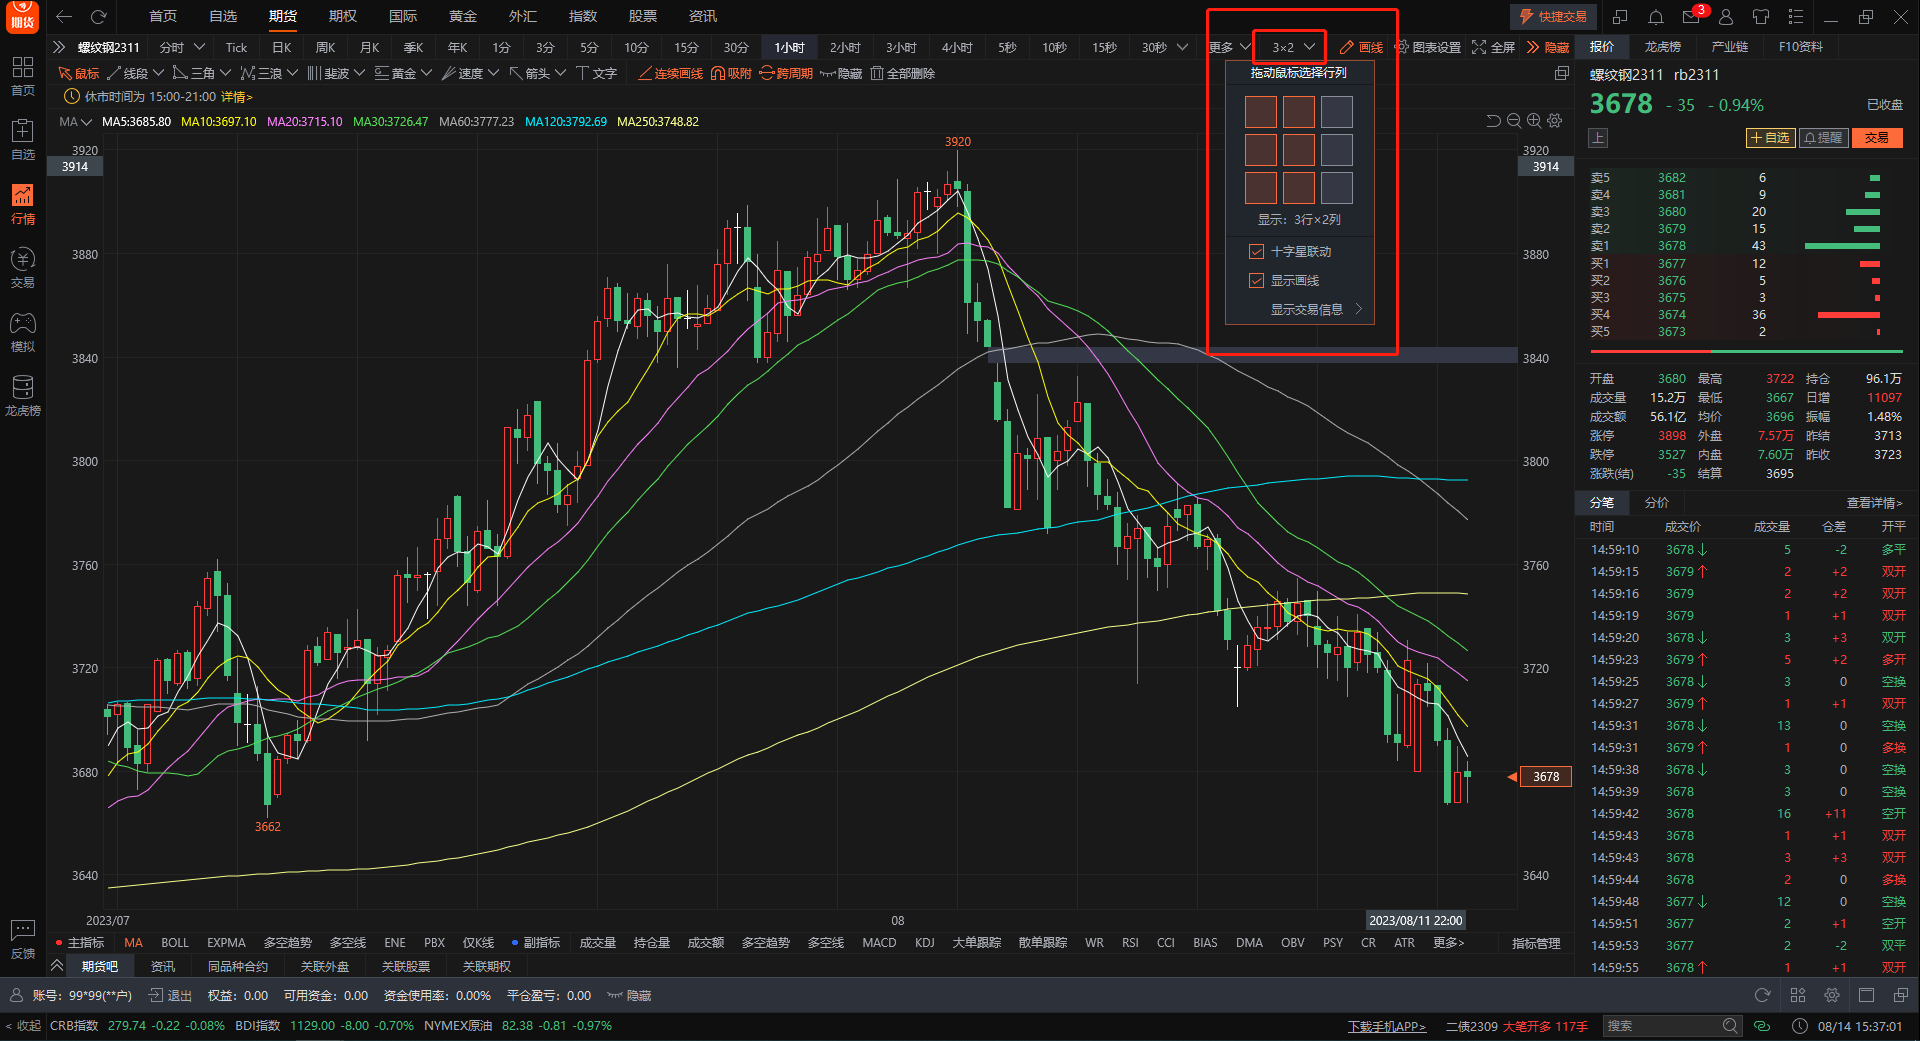 期货 首页 自选 期货 期权 国际 黄金 外汇 指数 股票 资讯 快捷交易 3
螺纹钢2311 分时 Tick 日K 周K 月K 季K 年K 1分 3分 5分 10分 15分 30分 1小时 2小时 3小时 4小时 5秒 10秒 15秒 30秒 更多 3×2 画线 图表设置 全屏 隐藏 报价 龙虎榜 产业链 F10资料
鼠标 线段 三角 三浪 斐波 黄金 速度 箭头 文字 连续画线 吸附 跨周期 隐藏 全部删除
休市时间为 15:00-21:00 详情>
MA MA5:3685.80 MA10:3697.10 MA20:3715.10 MA30:3726.47 MA60:3777.23 MA120:3792.69 MA250:3748.82
首页
自选
行情
交易
模拟
龙虎榜
反馈
拖动鼠标选择行列
显示：3行×2列
十字星联动
显示画线
显示交易信息
3920
3914
3880
3840
3800
3760
3720
3680
3640
3920
3662
3920
3914
3880
3840
3800
3760
3720
3678
3640
2023/07 08 2023/08/11 22:00
螺纹钢2311 rb2311
3678 -35 -0.94% 已收盘
上 +自选 提醒 交易
卖5 3682 6
卖4 3681 9
卖3 3680 20
卖2 3679 15
卖1 3678 43
买1 3677 12
买2 3676 5
买3 3675 3
买4 3674 36
买5 3673 2
开盘 3680 最高 3722 持仓 96.1万
成交量 15.2万 最低 3667 日增 11097
成交额 56.1亿 均价 3696 振幅 1.48%
涨停 3898 外盘 7.57万 昨结 3713
跌停 3527 内盘 7.60万 昨收 3723
涨跌(结) -35 结算 3695
分笔 分价 查看详情>
时间 成交价 成交量 仓差 开平
14:59:10 3678↓ 5 -2 多平
14:59:15 3679↑ 2 +2 双开
14:59:16 3679 2 +2 双开
14:59:19 3679 1 +1 双开
14:59:20 3678↓ 3 +3 双开
14:59:23 3679↑ 5 +2 多开
14:59:25 3678↓ 3 0 空换
14:59:27 3679↑ 1 +1 双开
14:59:31 3678↓ 13 0 空换
14:59:31 3679↑ 1 0 多换
14:59:38 3678↓ 3 0 空换
14:59:39 3678 3 0 空换
14:59:42 3678 16 +11 空开
14:59:43 3678 1 +1 双开
14:59:43 3678 3 +3 双开
14:59:44 3678 2 0 多换
14:59:48 3677↓ 12 0 空换
14:59:51 3677 2 +1 空开
14:59:53 3677 2 -2 双平
14:59:55 3678↑ 1 +1 双开
主指标 MA BOLL EXPMA 多空趋势 多空线 ENE PBX 仅K线 副指标 成交量 持仓量 成交额 多空趋势 多空线 MACD KDJ 大单跟踪 散单跟踪 WR RSI CCI BIAS DMA OBV PSY CR ATR 更多> 指标管理
期货吧 资讯 同品种合约 关联外盘 关联股票 关联期权
账号：99*99(**户) 退出 权益：0.00 可用资金：0.00 资金使用率：0.00% 平仓盈亏：0.00 隐藏
< 收起 CRB指数 279.74 -0.22 -0.08% BDI指数 1129.00 -8.00 -0.70% NYMEX原油 82.38 -0.81 -0.97% 下载手机APP> 二债2309 大笔开多 117手 搜索 08/14 15:37:01